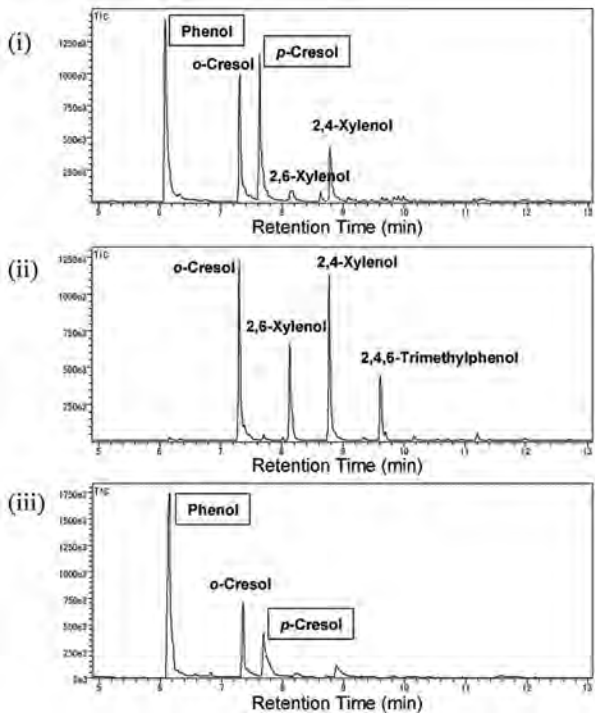 (i)
TIC
Phenol
o-Cresol
p-Cresol
2,4-Xylenol
2,6-Xylenol
1250e3
1000e3
750e3
500e3
250e3
5 6 7 8 9 10 11 12 13
Retention Time (min)
(ii)
TIC
o-Cresol
2,4-Xylenol
2,6-Xylenol
2,4,6-Trimethylphenol
1250e3
1000e3
750e3
500e3
250e3
5 6 7 8 9 10 11 12 13
Retention Time (min)
(iii)
TIC
Phenol
o-Cresol
p-Cresol
1750e3
1500e3
1250e3
1000e3
750e3
500e3
250e3
0e3
5 6 7 8 9 10 11 12 13
Retention Time (min)